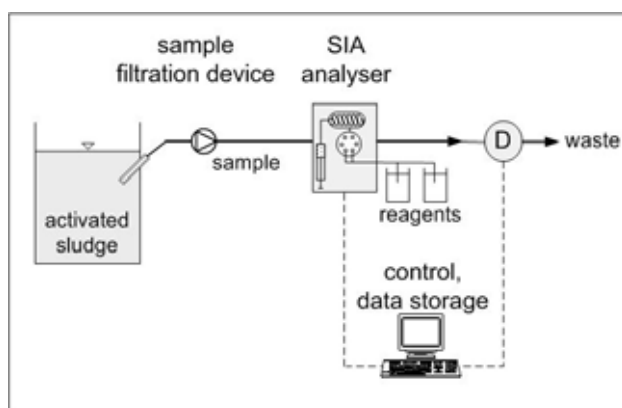 sample
filtration device
SIA
analyser
D
waste
sample
reagents
activated
sludge
control,
data storage